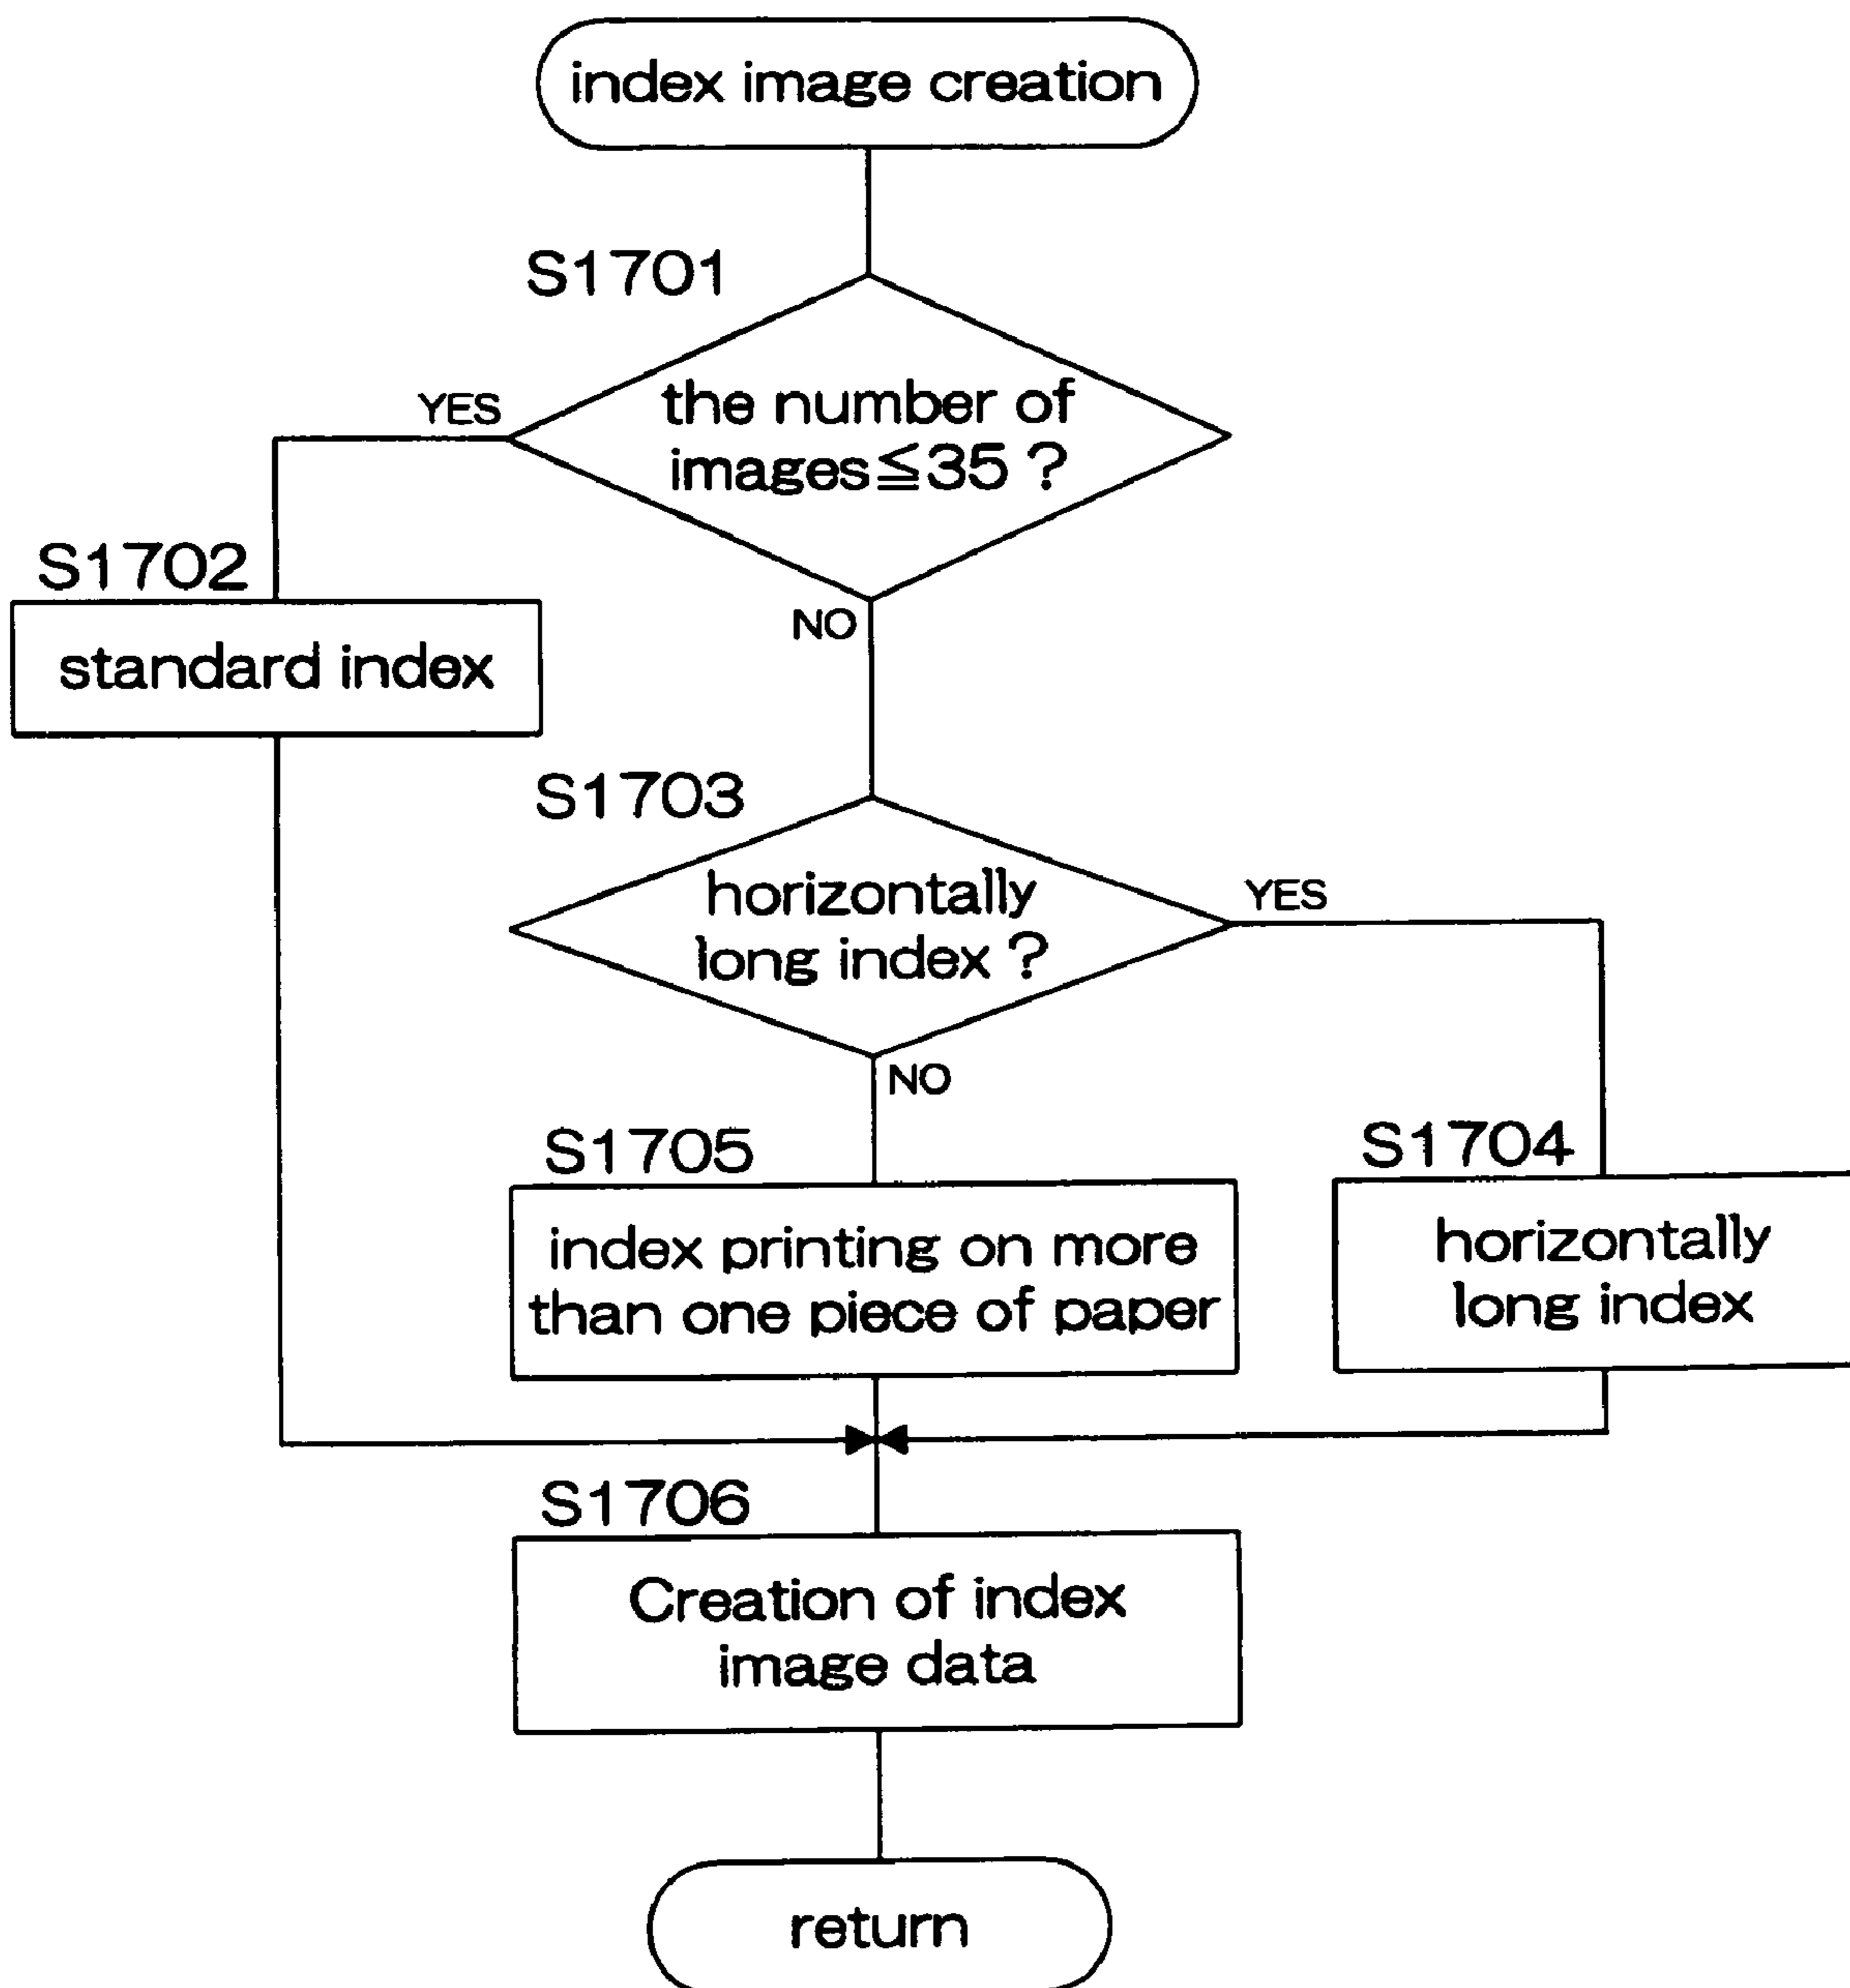 index image creation
S1701
the number of
images≦35 ?
YES
NO
S1702
standard index
S1703
horizontally
long index ?
YES
NO
S1705
index printing on more
than one piece of paper
S1704
horizontally
long index
S1706
Creation of index
image data
return